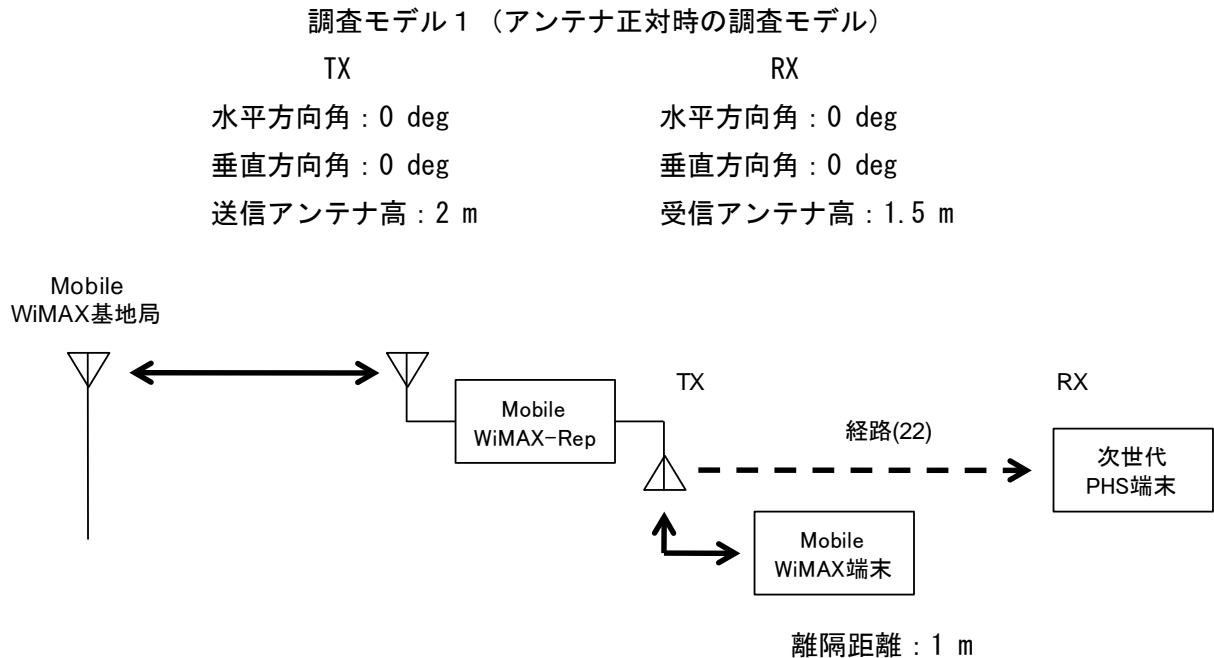 調査モデル1 (アンテナ正対時の調査モデル)
TX RX
水平方向角:0 deg 水平方向角:0 deg
垂直方向角:0 deg 垂直方向角:0 deg
送信アンテナ高:2 m 受信アンテナ高:1.5 m
Mobile
WiMAX基地局
TX
RX
Mobile
WiMAX-Rep
経路(22)
次世代
PHS端末
Mobile
WiMAX端末
離隔距離:1 m